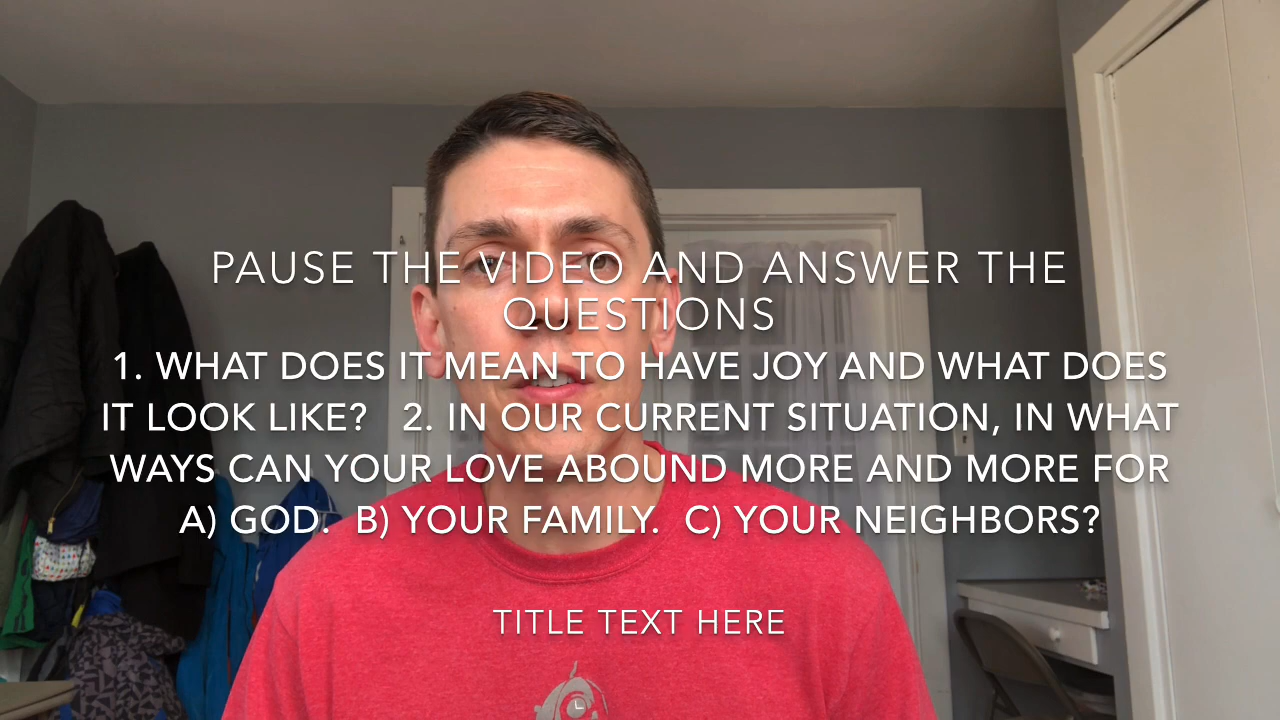 PAUSE THE VIDEO AND ANSWER THE
QUESTIONS
1. WHAT DOES IT MEAN TO HAVE JOY AND WHAT DOES
IT LOOK LIKE? 2. IN OUR CURRENT SITUATION, IN WHAT
WAYS CAN YOUR LOVE ABOUND MORE AND MORE FOR
A) GOD. B) YOUR FAMILY. C) YOUR NEIGHBORS?
TITLE TEXT HERE